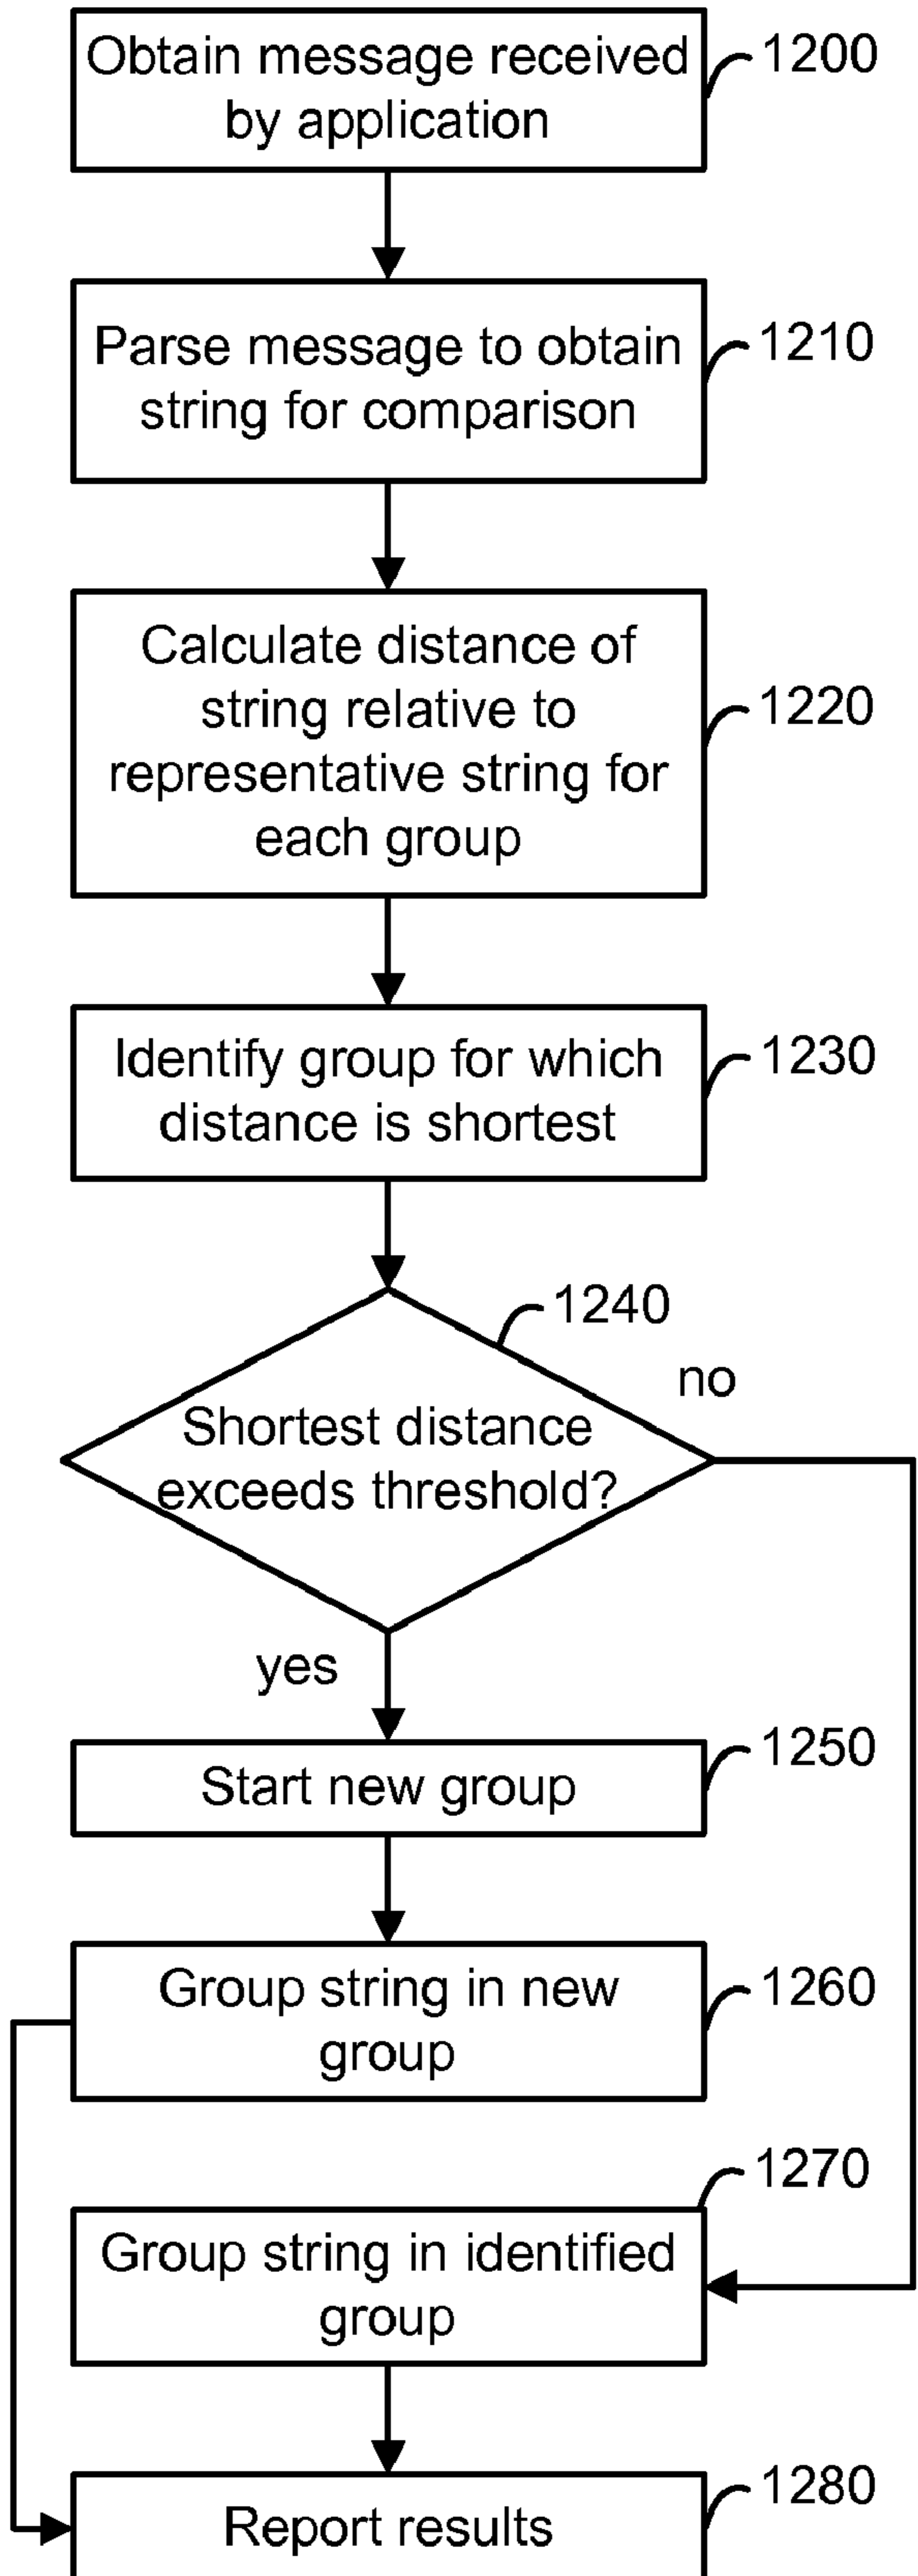 Obtain message received
by application
1200
Parse message to obtain
string for comparison
1210
Calculate distance of
string relative to
representative string for
each group
1220
Identify group for which
distance is shortest
1230
1240
no
Shortest distance
exceeds threshold?
yes
Start new group
1250
Group string in new
group
1260
1270
Group string in identified
group
Report results
1280